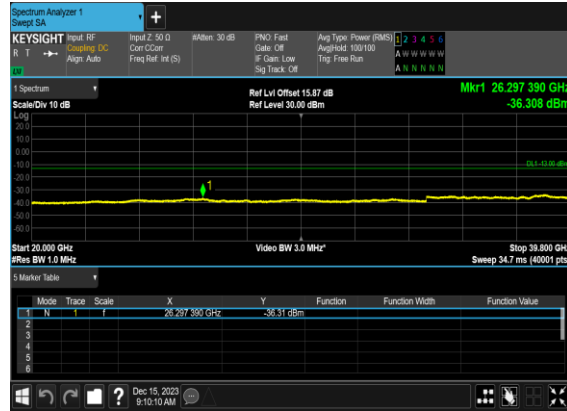 Spectrum Analyzer 1
Swept SA
+
KEYSIGHT Input: RF Input Z: 50 Ω #Atten: 30 dB PNO: Fast Avg Type: Power (RMS) 1 2 3 4 5 6
R T Coupling: DC Corr CCorr Gate: Off Avg|Hold: 100/100 A W W W W W
Align: Auto Freq Ref: Int (S) IF Gain: Low Trig: Free Run
Sig Track: Off A N N N N N
1 Spectrum Ref Lvl Offset 15.87 dB Mkr1 26.297 390 GHz
Scale/Div 10 dB Ref Level 30.00 dBm -36.308 dBm
Log
20.0
10.0
0.00
-10.0
DL1 -13.00 dBm
-20.0
1
-30.0
-40.0
-50.0
-60.0
Start 20.000 GHz Video BW 3.0 MHz* Stop 39.800 GHz
#Res BW 1.0 MHz Sweep 34.7 ms (40001 pts)
5 Marker Table
Mode Trace Scale X Y Function Function Width Function Value
1 N 1 f 26.297 390 GHz -36.31 dBm
2
3
4
5
6
? Dec 15, 2023
9:10:10 AM